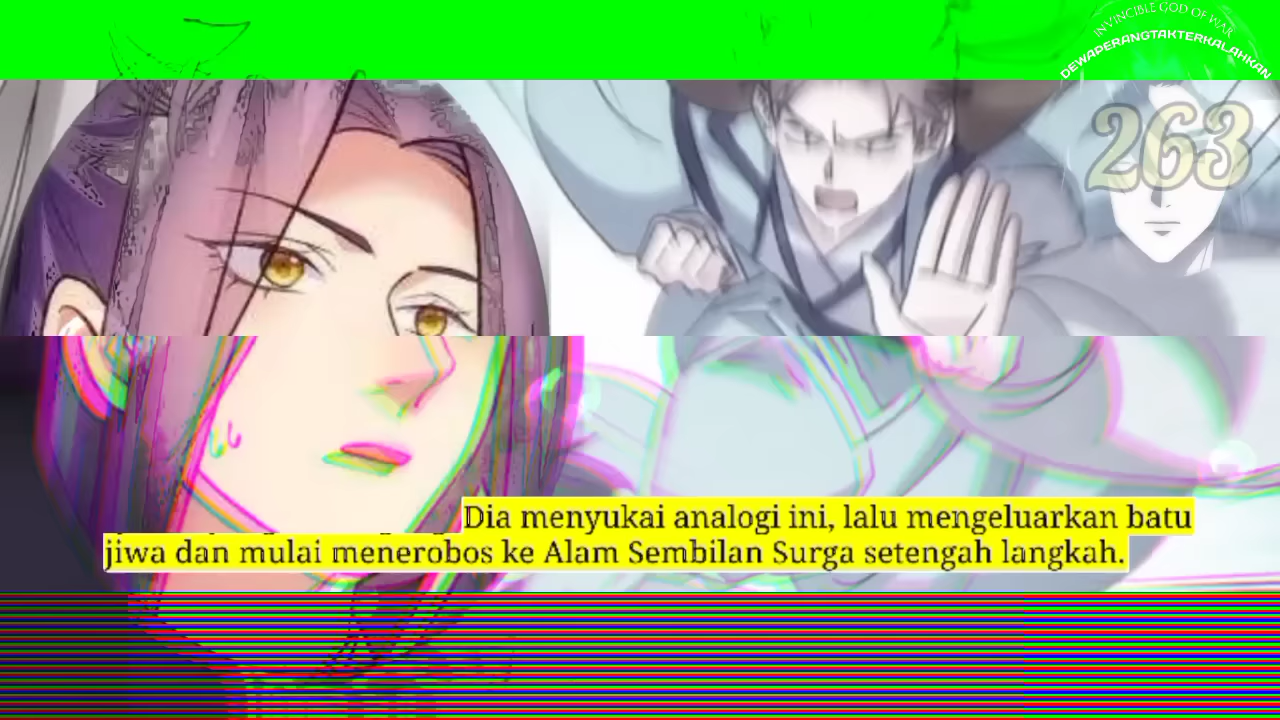 INVINCIBLE GOD OF WAR
DEWAPERANGTAKTERKALAHKAN
263
Dia menyukai analogi ini, lalu mengeluarkan batu
jiwa dan mulai menerobos ke Alam Sembilan Surga setengah langkah.